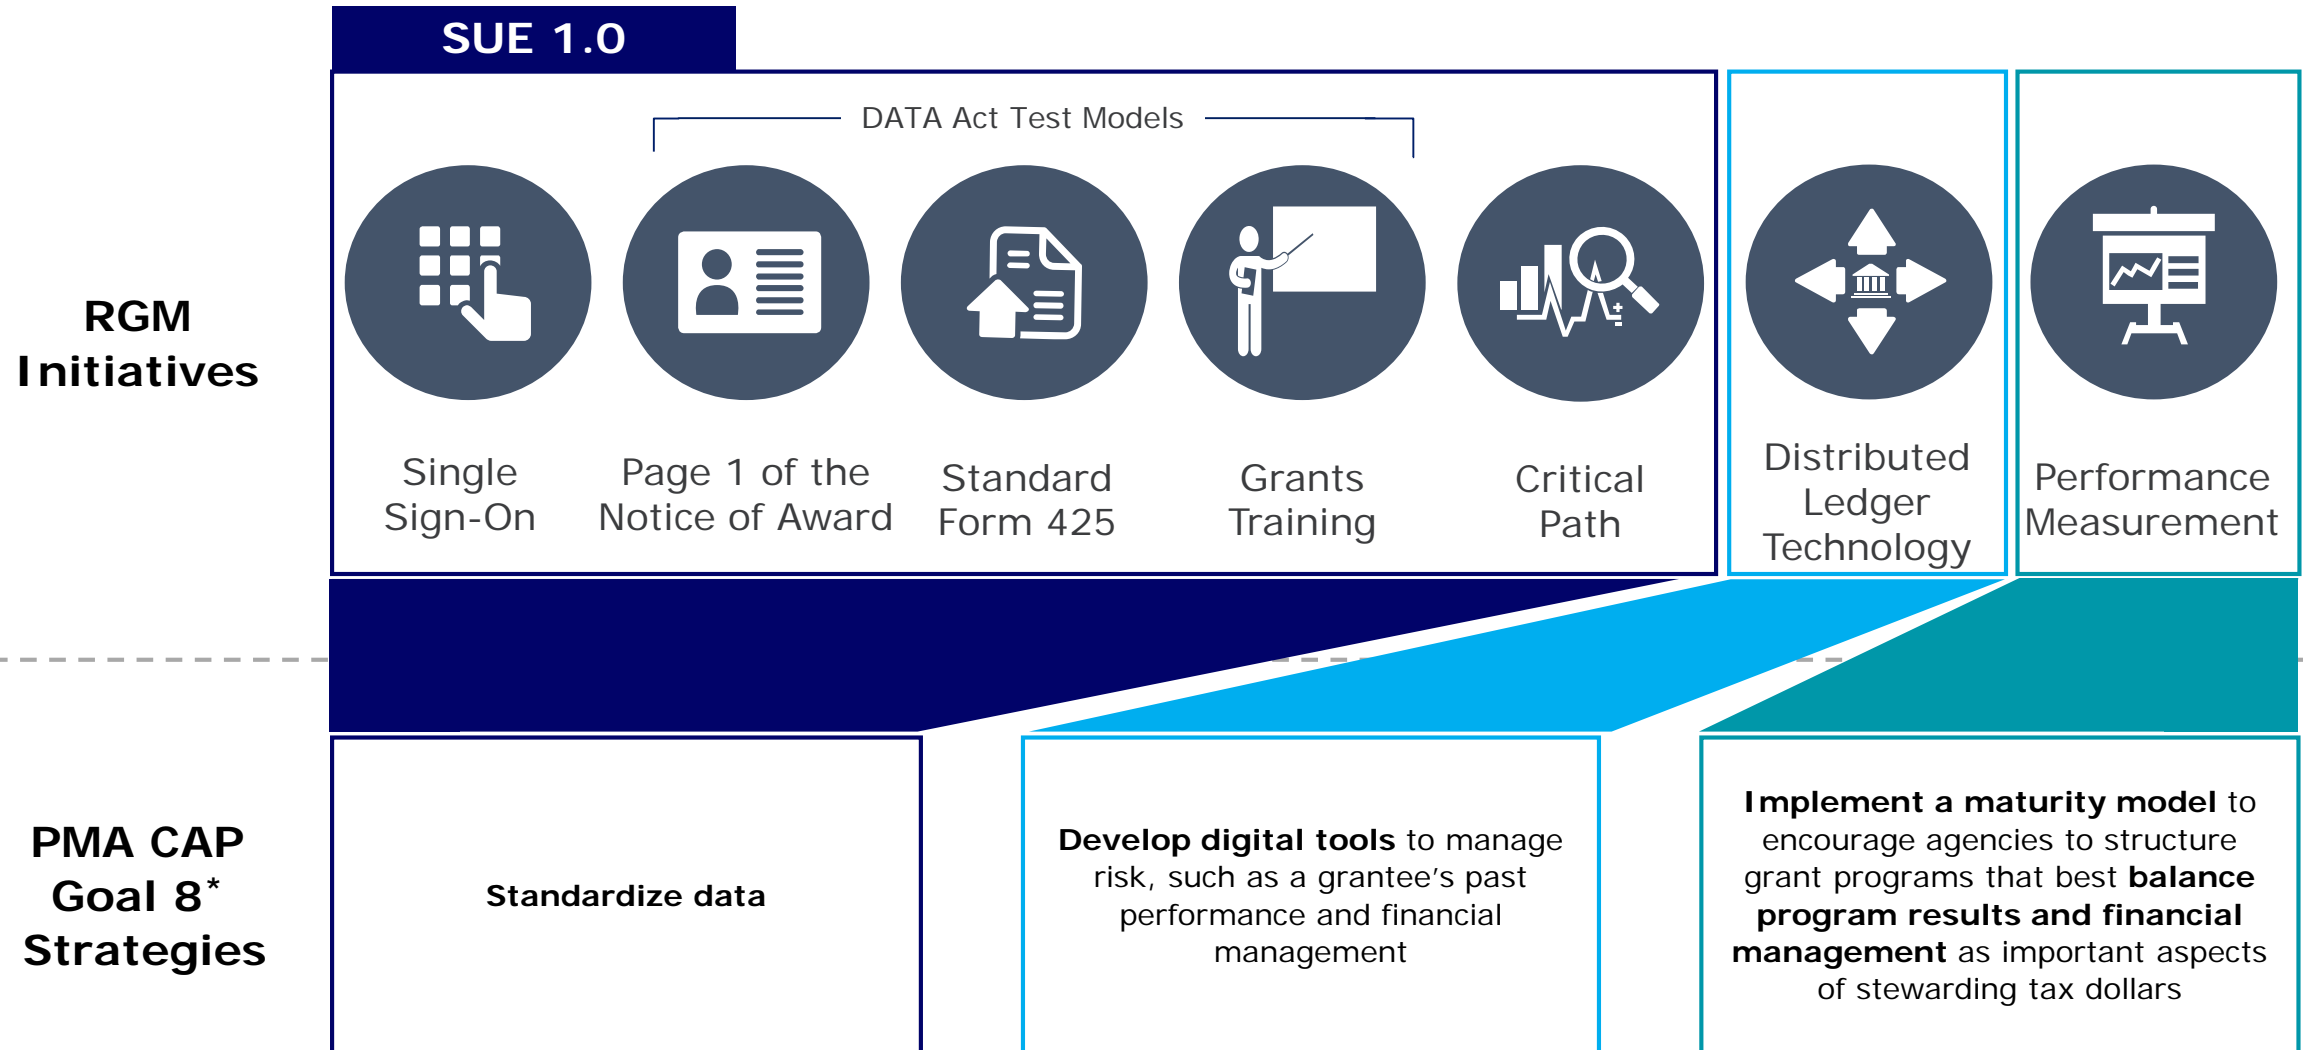 SUE 1.0
DATA Act Test Models
RGM
Initiatives
Single
Sign-On
Page 1 of the
Notice of Award
Standard
Form 425
Grants
Training
Critical
Path
Distributed
Ledger
Technology
Performance
Measurement
PMA CAP
Goal 8*
Strategies
Standardize data
Develop digital tools to manage
risk, such as a grantee’s past
performance and financial
management
Implement a maturity model to
encourage agencies to structure
grant programs that best balance
program results and financial
management as important aspects
of stewarding tax dollars